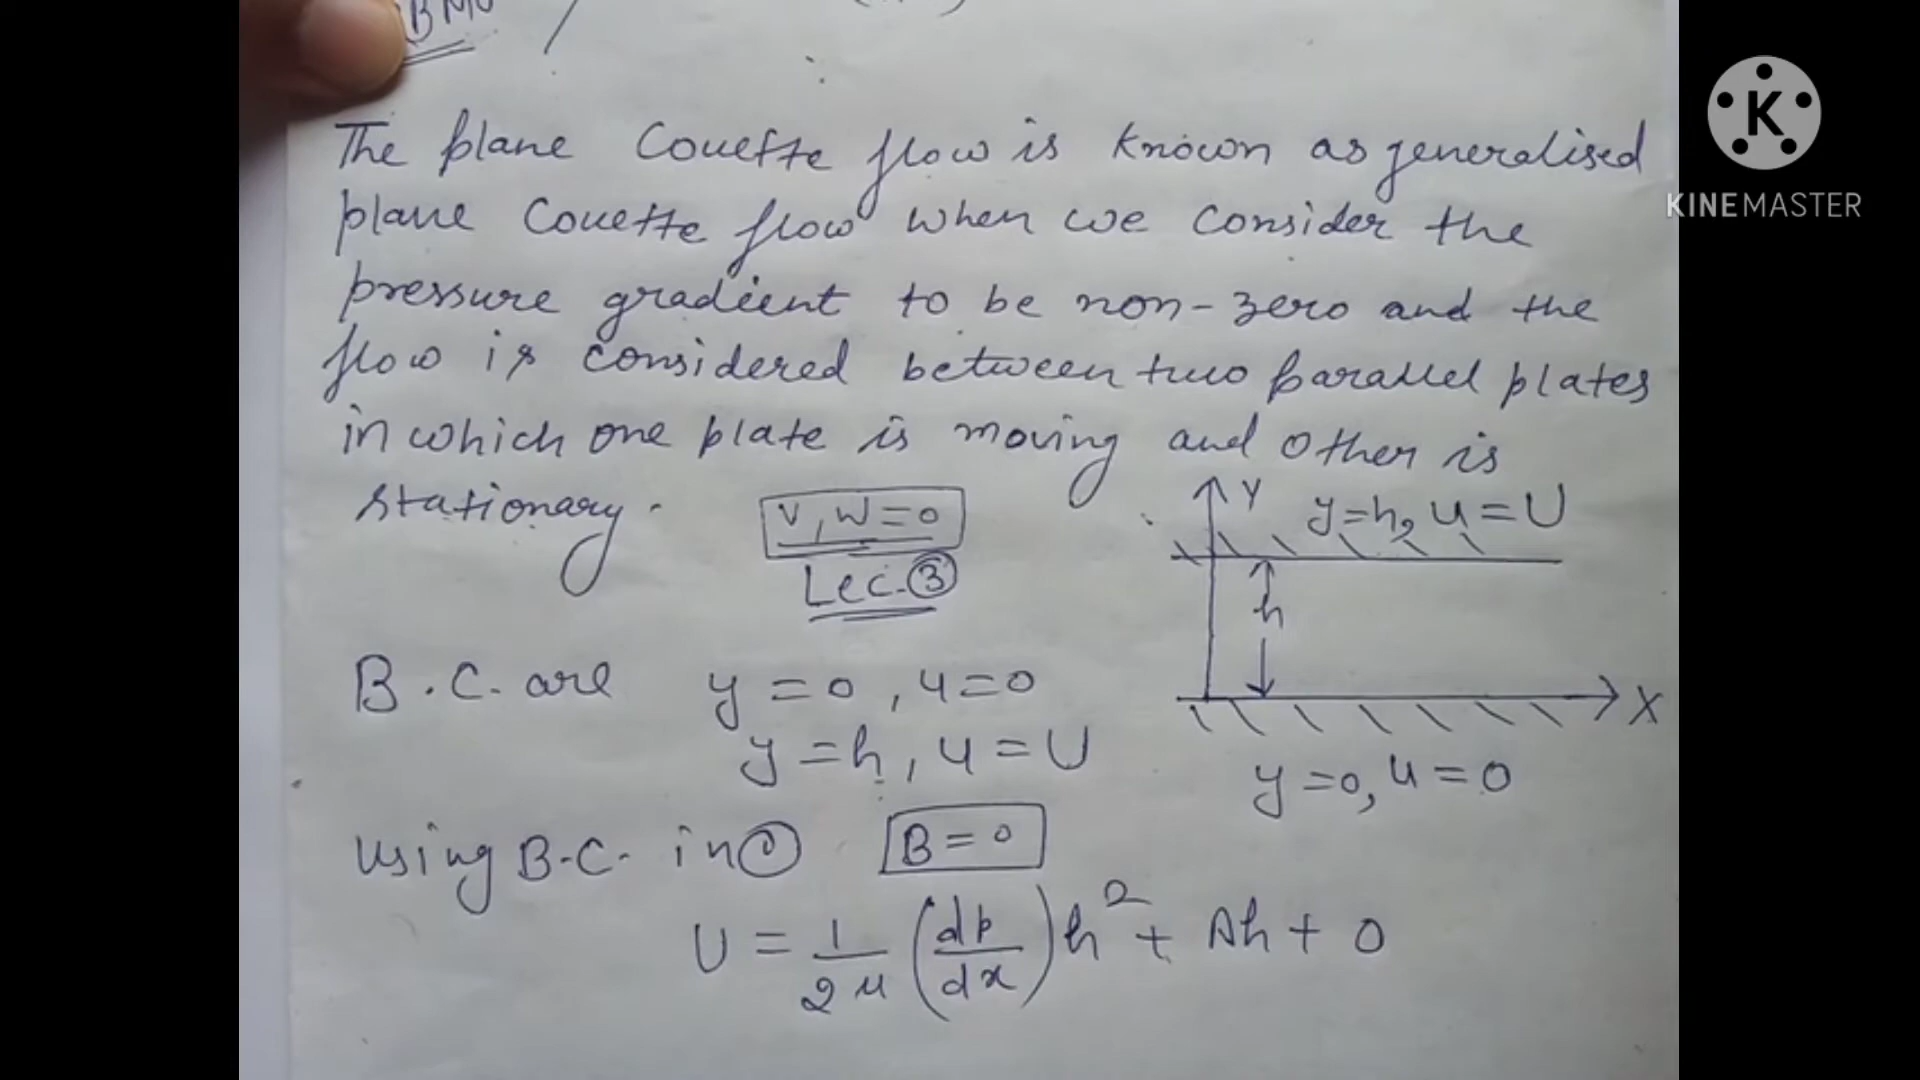 The plane Couette flow is known as generalised
plane Couette flow when we consider the
pressure gradient to be non-zero and the
flow is considered between two parallel plates
in which one plate is moving and other is
stationary.
V, W = 0
Lec. 3
Y
y=h, u=U
h
X
y=0, u=0
B.C. are y=0, u=0
y=h, u=U
Using B.C. in B=0
U = 1/2μ (dp/dx) h² + Ah + 0
K
KINEMASTER